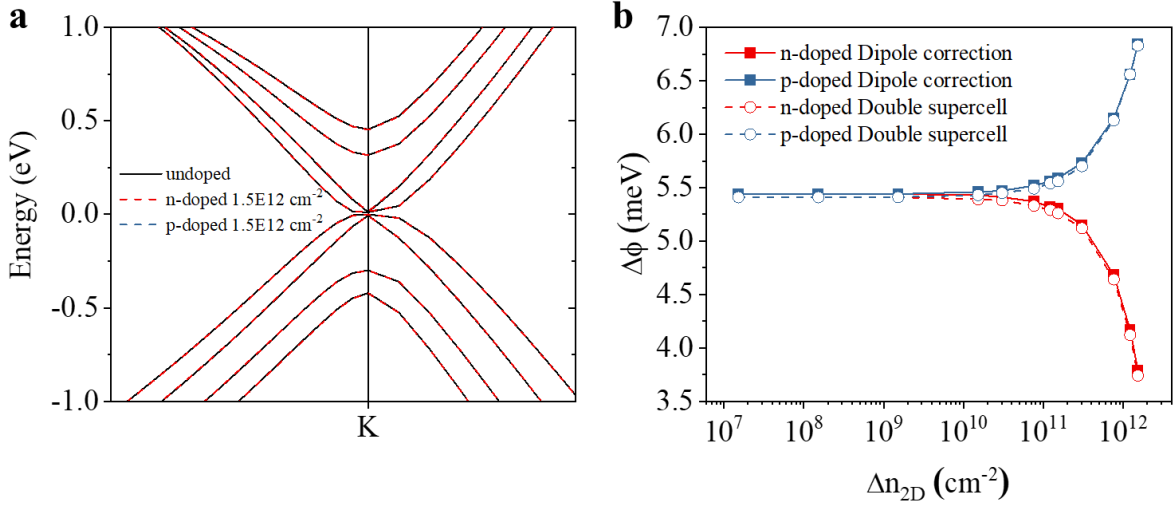 a
1.0
0.5
0.0
-0.5
-1.0
Energy (eV)
undoped
n-doped 1.5E12 cm-2
p-doped 1.5E12 cm-2
K
b
7.0
6.5
6.0
5.5
5.0
4.5
4.0
3.5
Δϕ (meV)
n-doped Dipole correction
p-doped Dipole correction
n-doped Double supercell
p-doped Double supercell
10^7 10^8 10^9 10^10 10^11 10^12
Δn2D (cm-2)